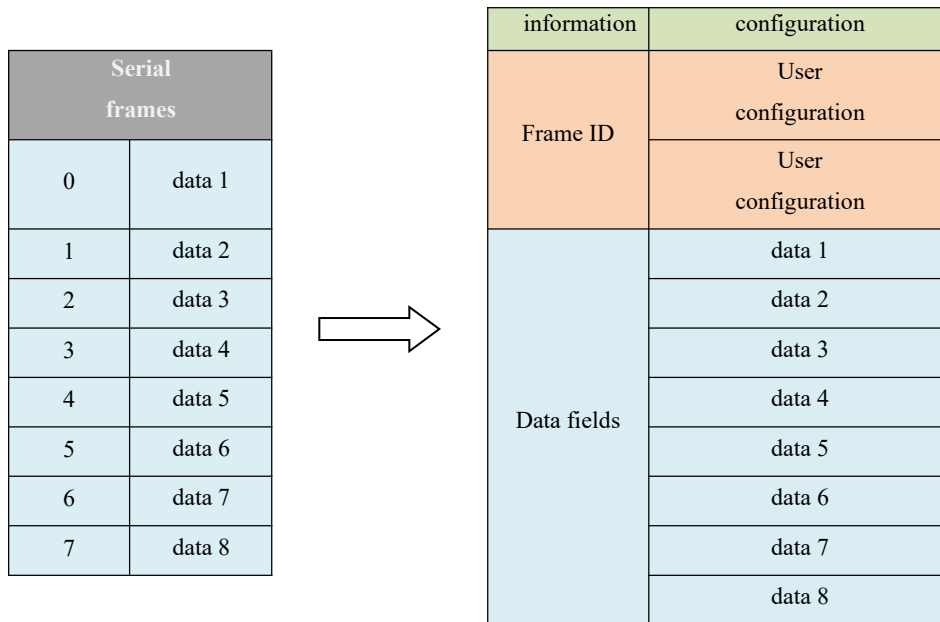 Serial
frames
0 data 1
1 data 2
2 data 3
3 data 4
4 data 5
5 data 6
6 data 7
7 data 8
information configuration
Frame ID
User
configuration
User
configuration
Data fields
data 1
data 2
data 3
data 4
data 5
data 6
data 7
data 8